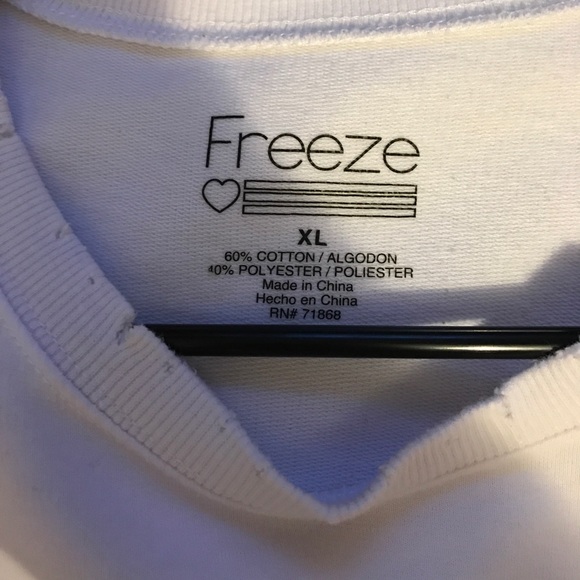 Freeze
XL
60% COTTON / ALGODON
40% POLYESTER / POLIESTER
Made in China
Hecho en China
RN# 71868